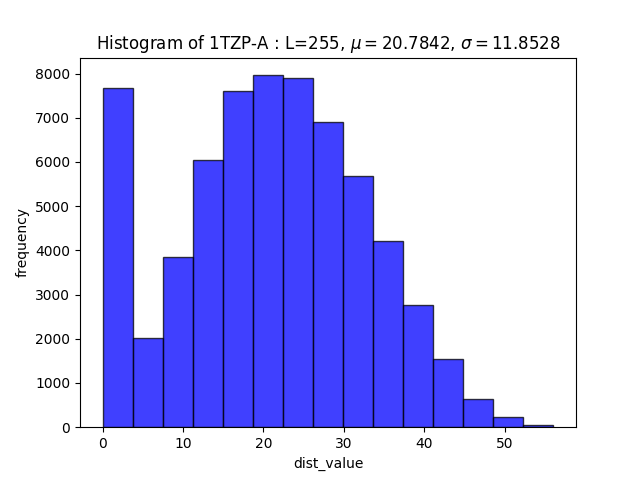 Histogram of 1TZP-A : L=255, μ = 20.7842, σ = 11.8528
8000
7000
6000
5000
4000
3000
2000
1000
0
frequency
0 10 20 30 40 50
dist_value